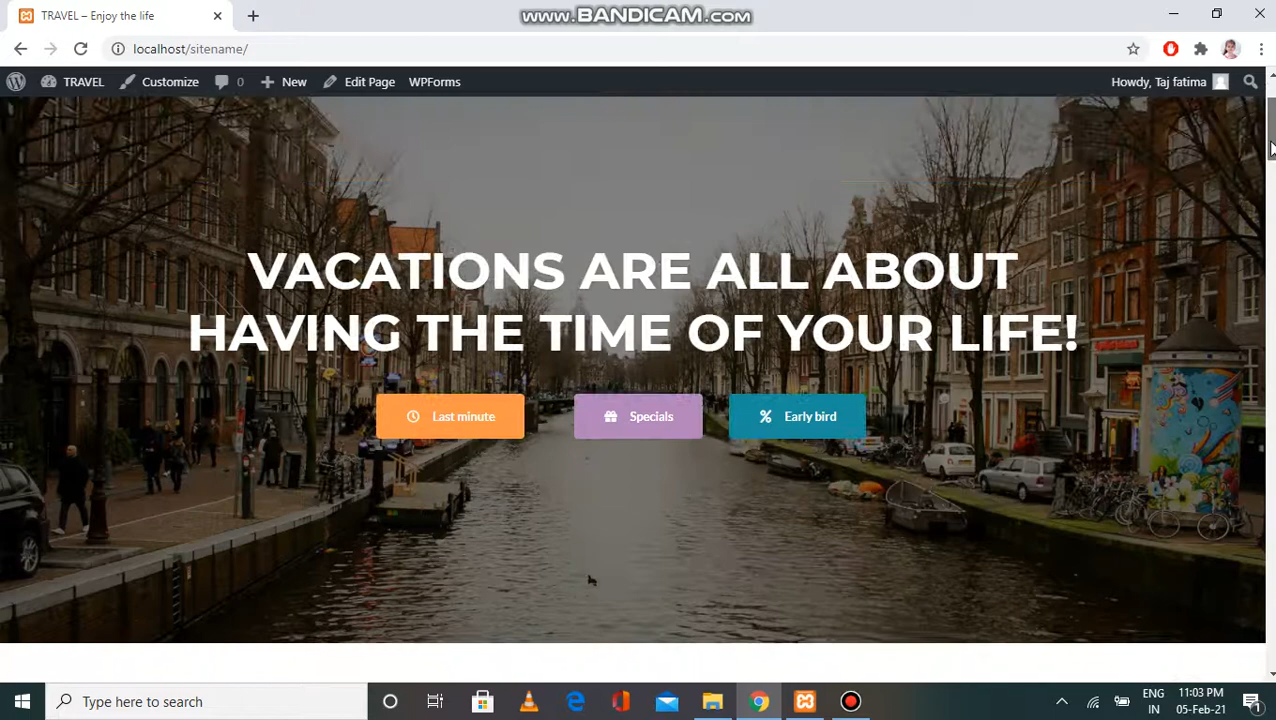 www.BANDICAM.com
TRAVEL – Enjoy the life
localhost/sitename/
TRAVEL Customize 0 New Edit Page WPForms Howdy, Taj fatima
VACATIONS ARE ALL ABOUT
HAVING THE TIME OF YOUR LIFE!
Last minute Specials Early bird
Type here to search
ENG
IN
11:03 PM
05-Feb-21
1